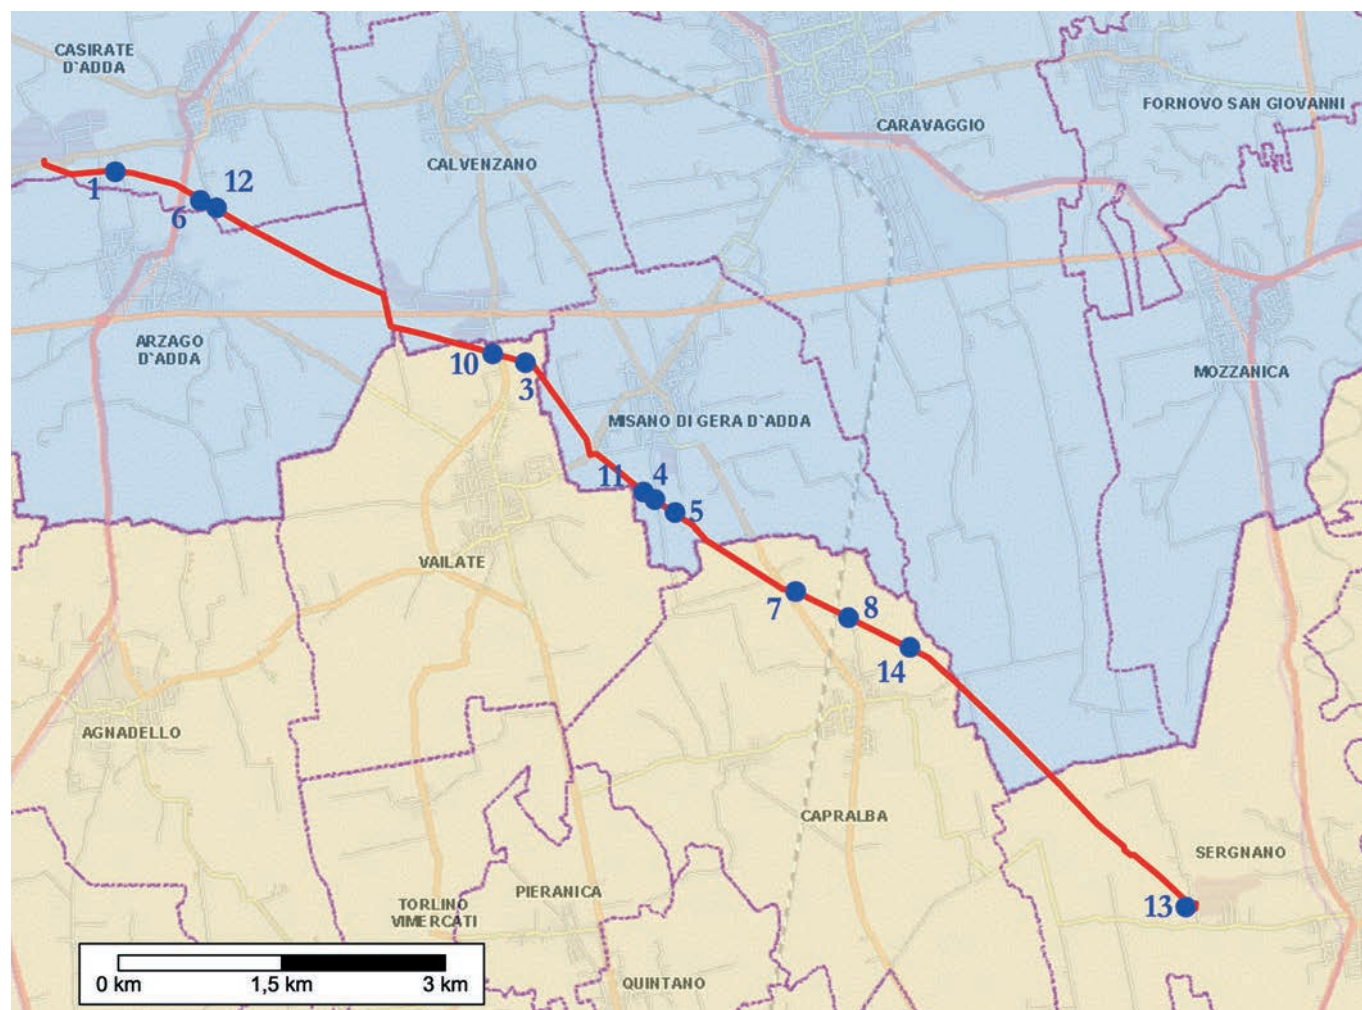 CASIRATE
D`ADDA
FORNOVO SAN GIOVANNI
CARAVAGGIO
CALVENZANO
1
12
6
ARZAGO
D`ADDA
10
3
MOZZANICA
MISANO DI GERA D`ADDA
11
4
5
VAILATE
7
8
14
AGNADELLO
CAPRALBA
SERGNANO
PIERANICA
TORLINO
VIMERCATI
13
QUINTANO
0 km
1,5 km
3 km